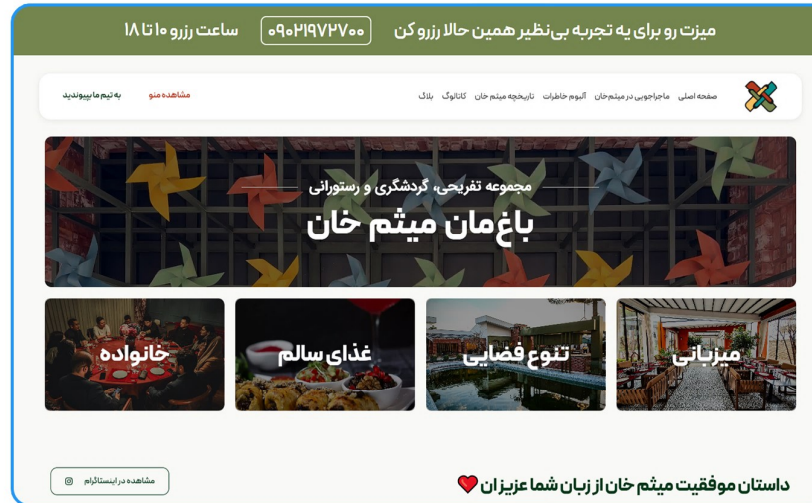 میزت رو برای یه تجربه بی‌نظیر همین حالا رزرو کن ۰۹۰۲۱۹۷۲۷۰۰ ساعت رزرو ۱۰ تا ۱۸
صفحه اصلی ماجراجویی در میثم‌خان آلبوم خاطرات تاریخچه میثم خان کاتالوگ بلاگ مشاهده منو به تیم ما بپیوندید
مجموعه تفریحی، گردشگری و رستورانی
باغ‌مان میثم خان
میزبانی تنوع فضایی غذای سالم خانواده
داستان موفقیت میثم خان از زبان شما عزیزان ❤️ مشاهده در اینستاگرام